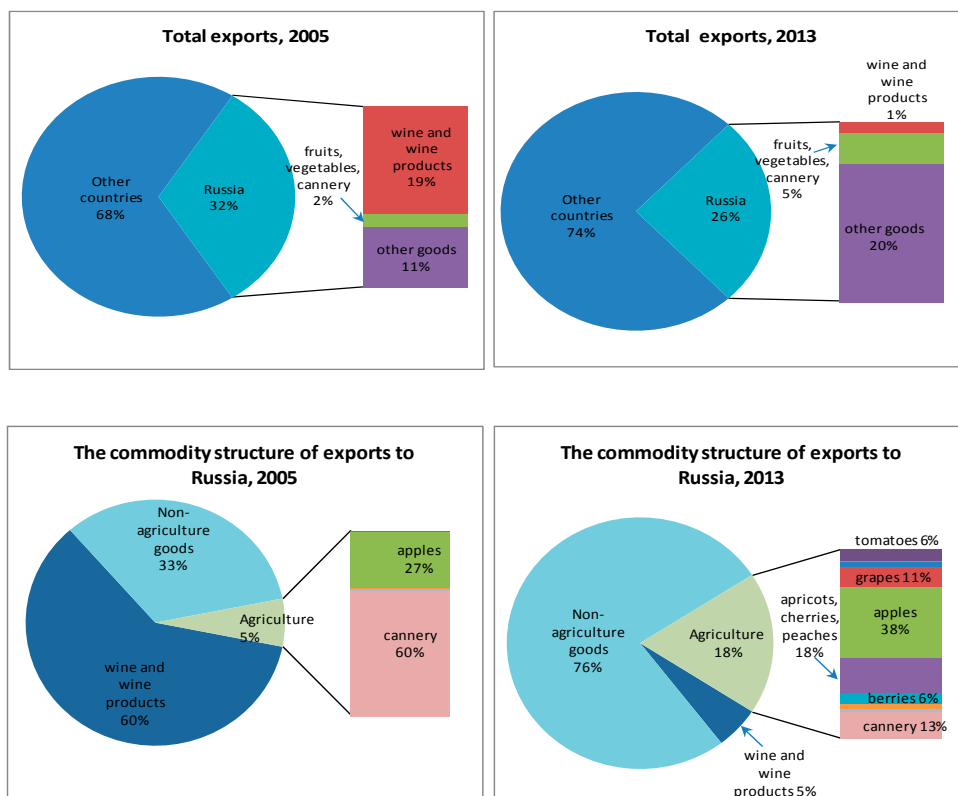 Total exports, 2005
Other
countries
68%
Russia
32%
fruits,
vegetables,
cannery
2%
wine and
wine
products
19%
other goods
11%
Total exports, 2013
Other
countries
74%
Russia
26%
wine and
wine
products
1%
fruits,
vegetables,
cannery
5%
other goods
20%
The commodity structure of exports to
Russia, 2005
Non-
agriculture
goods
33%
Agriculture
5%
wine and
wine
products
60%
apples
27%
cannery
60%
The commodity structure of exports to
Russia, 2013
Non-
agriculture
goods
76%
Agriculture
18%
wine and
wine
products 5%
tomatoes 6%
grapes 11%
apples
38%
apricots,
cherries,
peaches
18%
berries 6%
cannery 13%